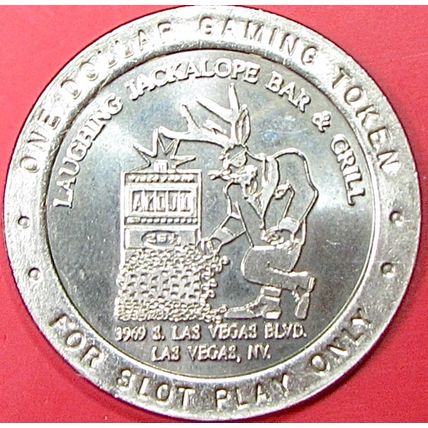 ONE DOLLAR GAMING TOKEN
LAUGHING JACKALOPE BAR & GRILL
3969 S. LAS VEGAS BLVD.
LAS VEGAS, NV.
FOR SLOT PLAY ONLY